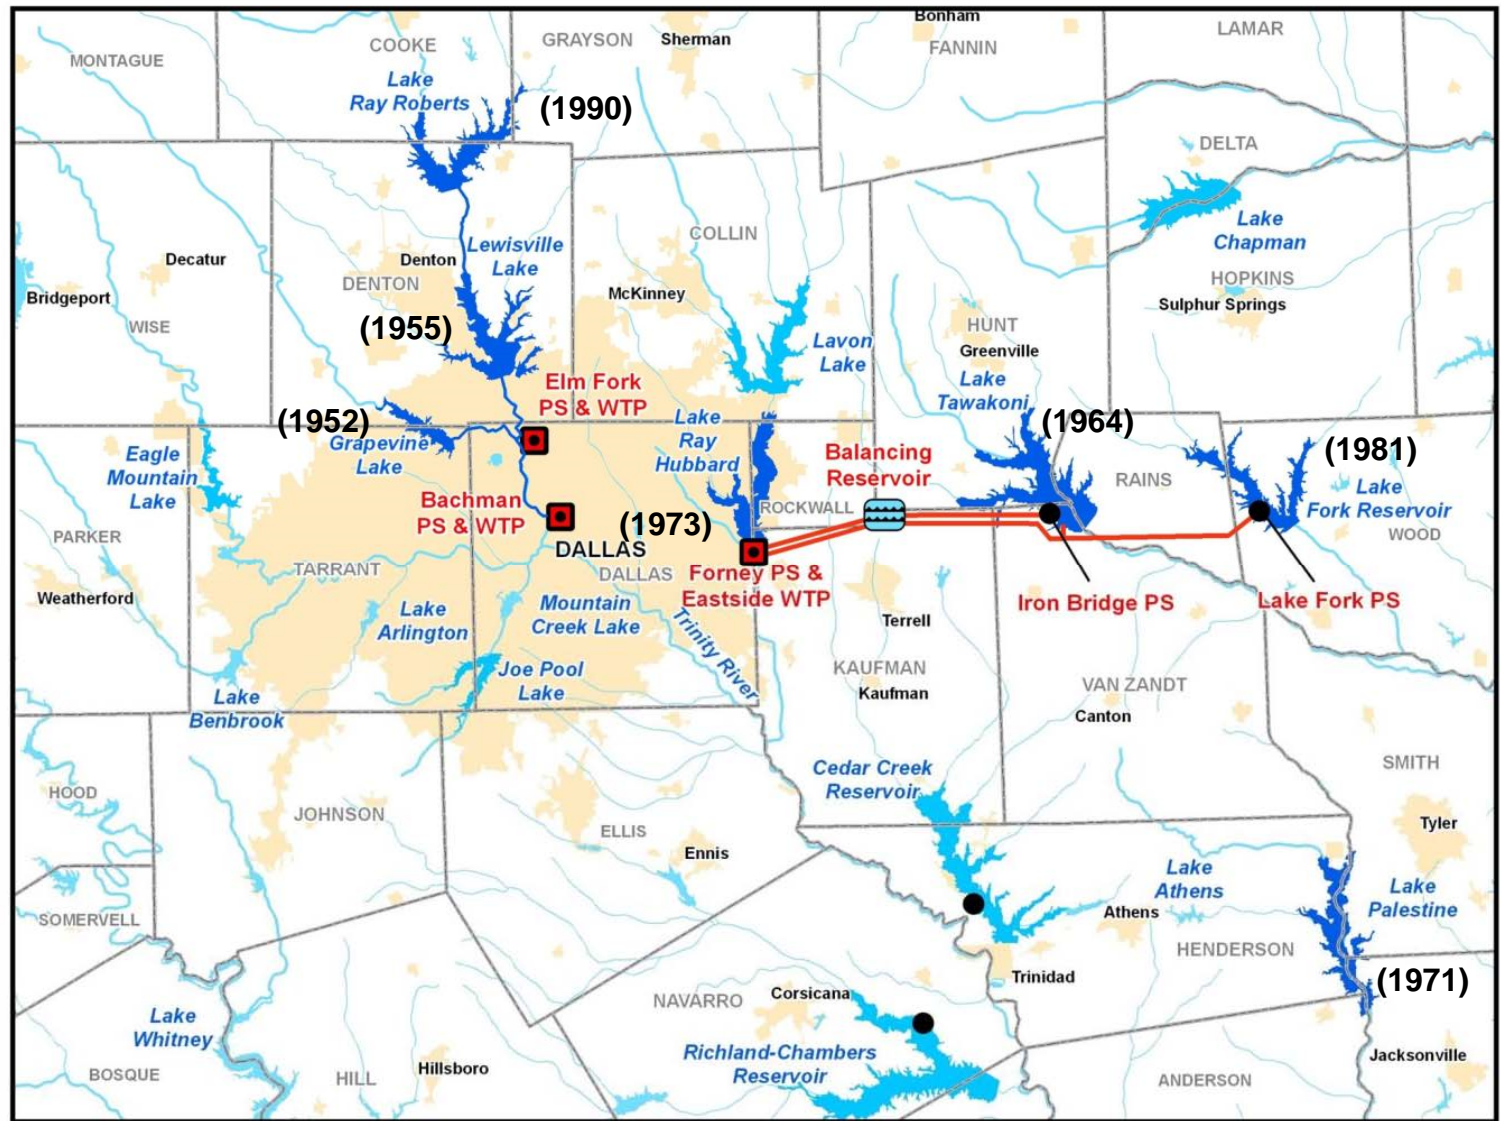 Bonham
LAMAR
COOKE
GRAYSON
Sherman
FANNIN
MONTAGUE
Lake
Ray Roberts
(1990)
DELTA
Lake
Chapman
COLLIN
Lewisville
Lake
Decatur
Denton
DENTON
Bridgeport
McKinney
HOPKINS
Sulphur Springs
WISE
(1955)
HUNT
Greenville
Lavon
Lake
Lake
Tawakoni
Elm Fork
PS & WTP
(1952)
Grapevine
Lake
Lake
Ray
Hubbard
(1964)
(1981)
Eagle
Mountain
Lake
Balancing
Reservoir
RAINS
Lake
Fork Reservoir
Bachman
PS & WTP
(1973)
ROCKWALL
WOOD
PARKER
DALLAS
TARRANT
DALLAS
Forney PS &
Eastside WTP
Weatherford
Lake
Arlington
Mountain
Creek Lake
Trinity River
Iron Bridge PS
Lake Fork PS
Terrell
Joe Pool
Lake
KAUFMAN
Kaufman
VAN ZANDT
Canton
Lake
Benbrook
Cedar Creek
Reservoir
SMITH
HOOD
JOHNSON
ELLIS
Ennis
Tyler
Lake
Athens
Lake
Palestine
SOMERVELL
Athens
HENDERSON
Trinidad
(1971)
NAVARRO
Corsicana
Lake
Whitney
Richland-Chambers
Reservoir
BOSQUE
HILL
Hillsboro
Jacksonville
ANDERSON